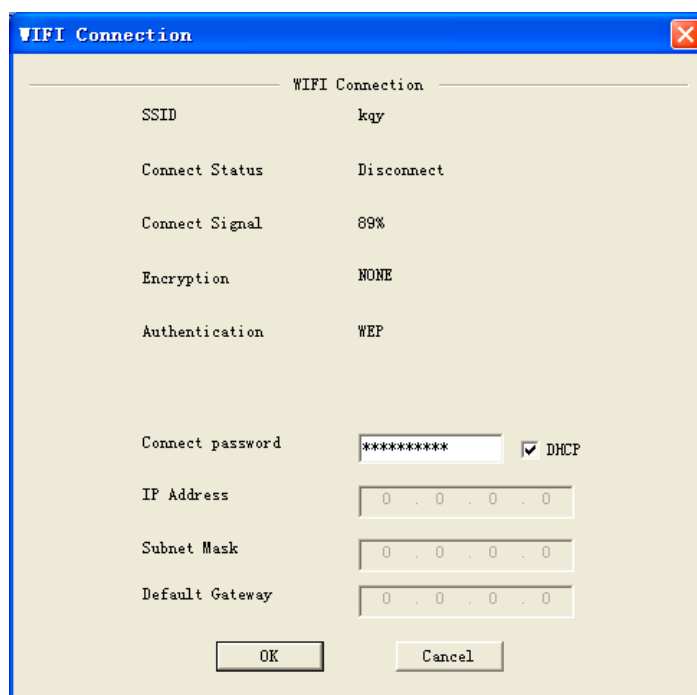 WIFI Connection
WIFI Connection
SSID kqy
Connect Status Disconnect
Connect Signal 89%
Encryption NONE
Authentication WEP
Connect password ********** DHCP
IP Address 0 . 0 . 0 . 0
Subnet Mask 0 . 0 . 0 . 0
Default Gateway 0 . 0 . 0 . 0
OK Cancel